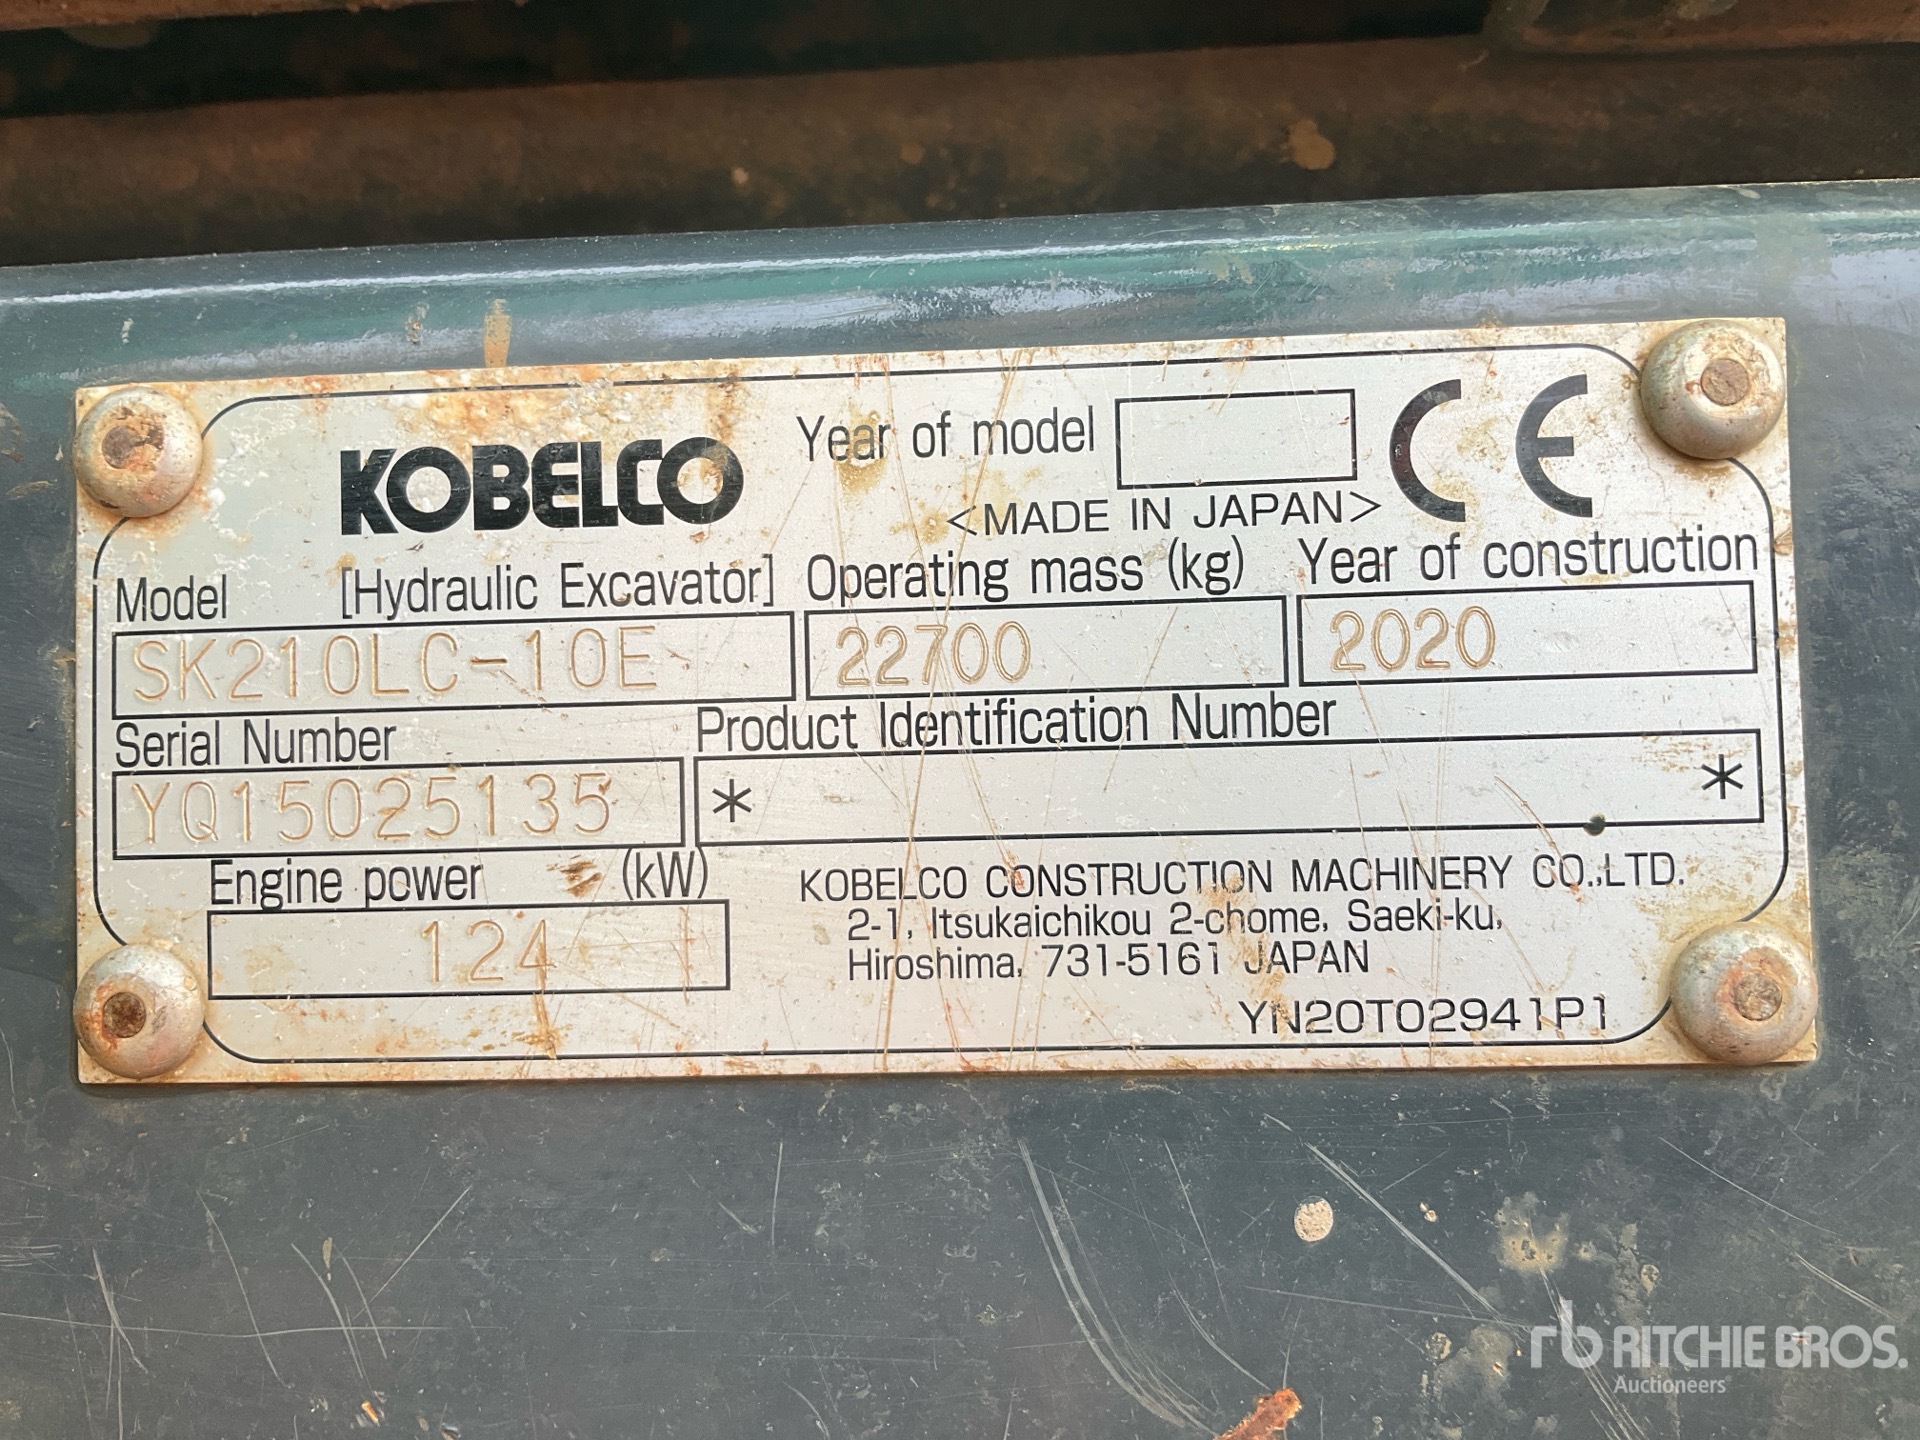 KOBELCO Year of model
<MADE IN JAPAN> CE
Model [Hydraulic Excavator] Operating mass (kg) Year of construction
SK210LC-10E 22700 2020
Serial Number Product Identification Number
YQ15025135 * *
Engine power (kW)
124
KOBELCO CONSTRUCTION MACHINERY CO.,LTD.
2-1, Itsukaichikou 2-chome, Saeki-ku,
Hiroshima, 731-5161 JAPAN
YN20T02941P1
rb RITCHIE BROS.
Auctioneers